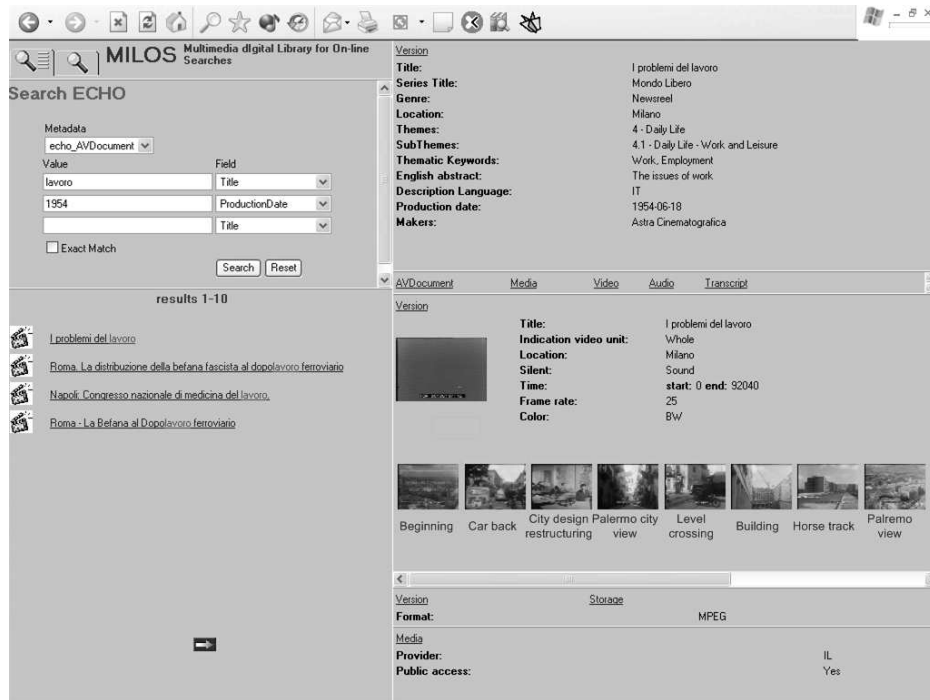 MILOS Multimedia dIgital Library for On-line Searches
Search ECHO
Metadata
echo_AVDocument
Value Field
lavoro Title
1954 ProductionDate
Title
Exact Match
Search Reset
results 1-10
I problemi del lavoro
Roma. La distribuzione della befana fascista al dopolavoro ferroviario
Napoli: Congresso nazionale di medicina del lavoro.
Roma - La Befana al Dopolavoro ferroviario
Version
Title: I problemi del lavoro
Series Title: Mondo Libero
Genre: Newsreel
Location: Milano
Themes: 4 - Daily Life
SubThemes: 4.1 - Daily Life - Work and Leisure
Thematic Keywords: Work, Employment
English abstract: The issues of work
Description Language: IT
Production date: 1954-06-18
Makers: Astra Cinematografica
AVDocument Media Video Audio Transcript
Version
Title: I problemi del lavoro
Indication video unit: Whole
Location: Milano
Silent: Sound
Time: start: 0 end: 92040
Frame rate: 25
Color: BW
Beginning
Car back
City design restructuring
Palermo city view
Level crossing
Building
Horse track
Palremo view
Version Storage
Format: MPEG
Media
Provider: IL
Public access: Yes